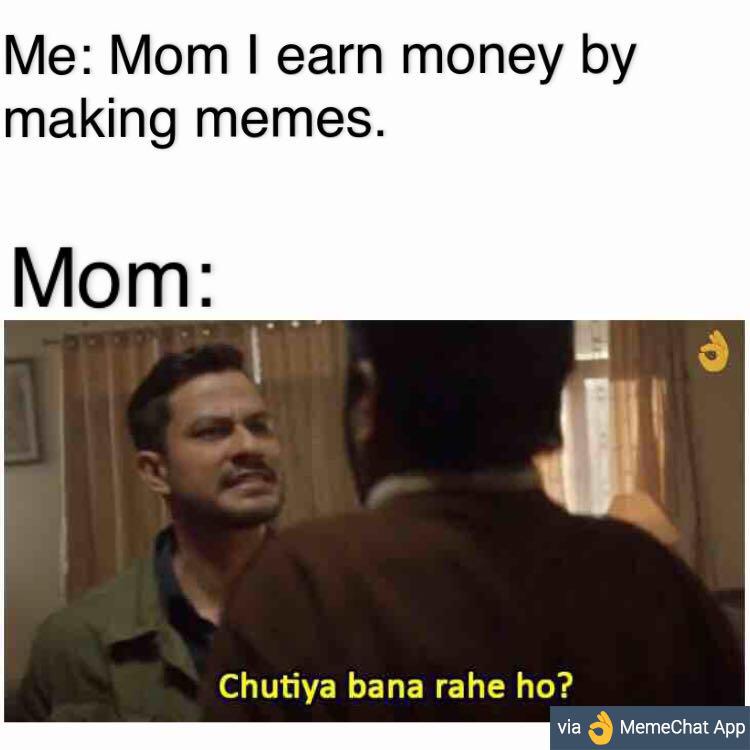 Me: Mom I earn money by
making memes.
Mom:
Chutiya bana rahe ho?
via 👌 MemeChat App